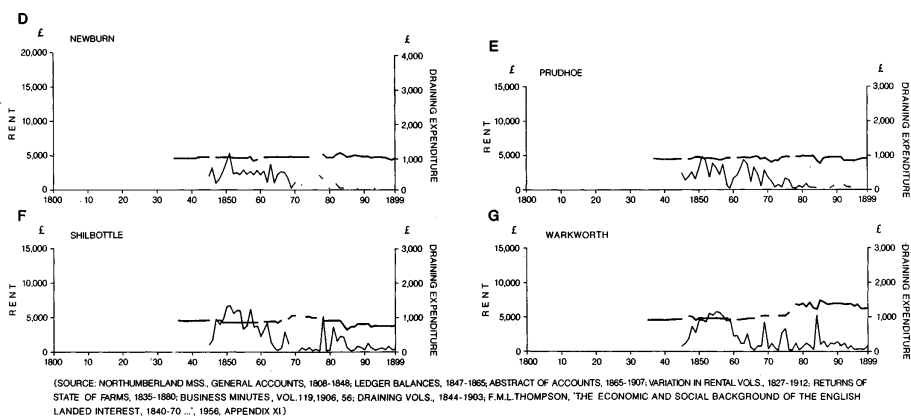 D
£
NEWBURN
£
20,000
15,000
10,000
5,000
0
RENT
4,000
3,000
2,000
1,000
0
DRAINING EXPENDITURE
1800 10 20 30 40 1850 60 70 80 90 1899
E
£
PRUDHOE
£
15,000
10,000
5,000
0
RENT
3,000
2,000
1,000
0
DRAINING EXPENDITURE
1800 10 20 30 40 1850 60 70 80 90 1899
F
£
SHILBOTTLE
£
15,000
10,000
5,000
0
RENT
3,000
2,000
1,000
0
DRAINING EXPENDITURE
1800 10 20 30 40 1850 60 70 80 90 1899
G
£
WARKWORTH
£
15,000
10,000
5,000
0
RENT
3,000
2,000
1,000
0
DRAINING EXPENDITURE
1800 10 20 30 40 1850 60 70 80 90 1899
(SOURCE: NORTHUMBERLAND MSS., GENERAL ACCOUNTS, 1808-1848; LEDGER BALANCES, 1847-1865; ABSTRACT OF ACCOUNTS, 1865-1907; VARIATION IN RENTAL VOLS., 1827-1912; RETURNS OF
STATE OF FARMS, 1835-1880; BUSINESS MINUTES, VOL.119,1906, 56; DRAINING VOLS., 1844-1903; F.M.L.THOMPSON, 'THE ECONOMIC AND SOCIAL BACKGROUND OF THE ENGLISH
LANDED INTEREST, 1840-70 ...', 1956, APPENDIX XI)